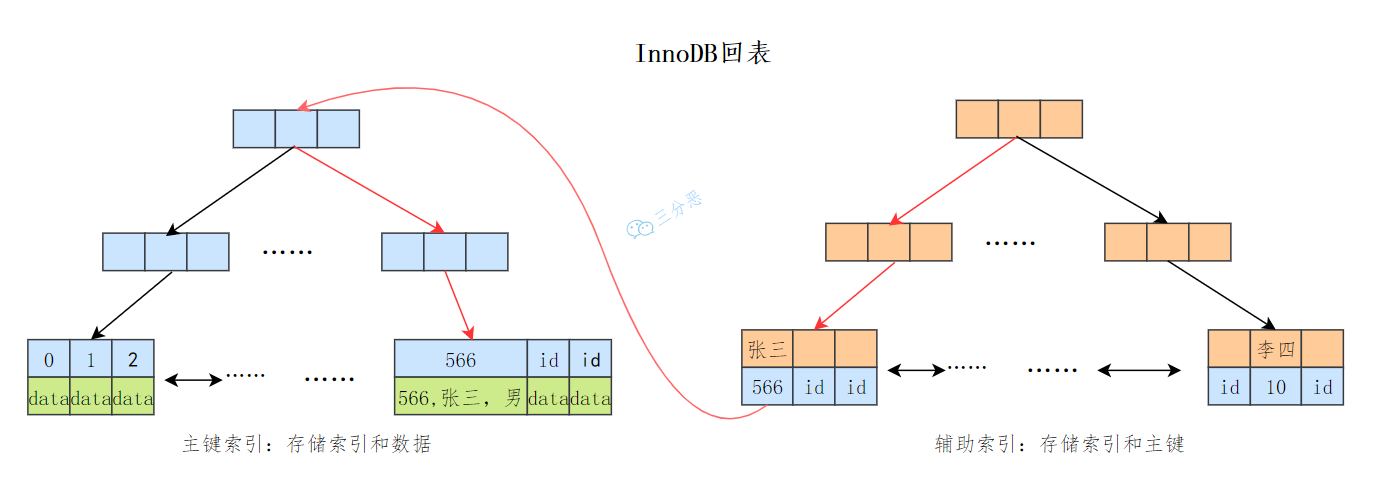 InnoDB回表
三分恶
……
……
0 1 2
data data data
……
……
566 id id
566,张三，男 data data
张三
566 id id
……
……
李四
id 10 id
主键索引：存储索引和数据
辅助索引：存储索引和主键